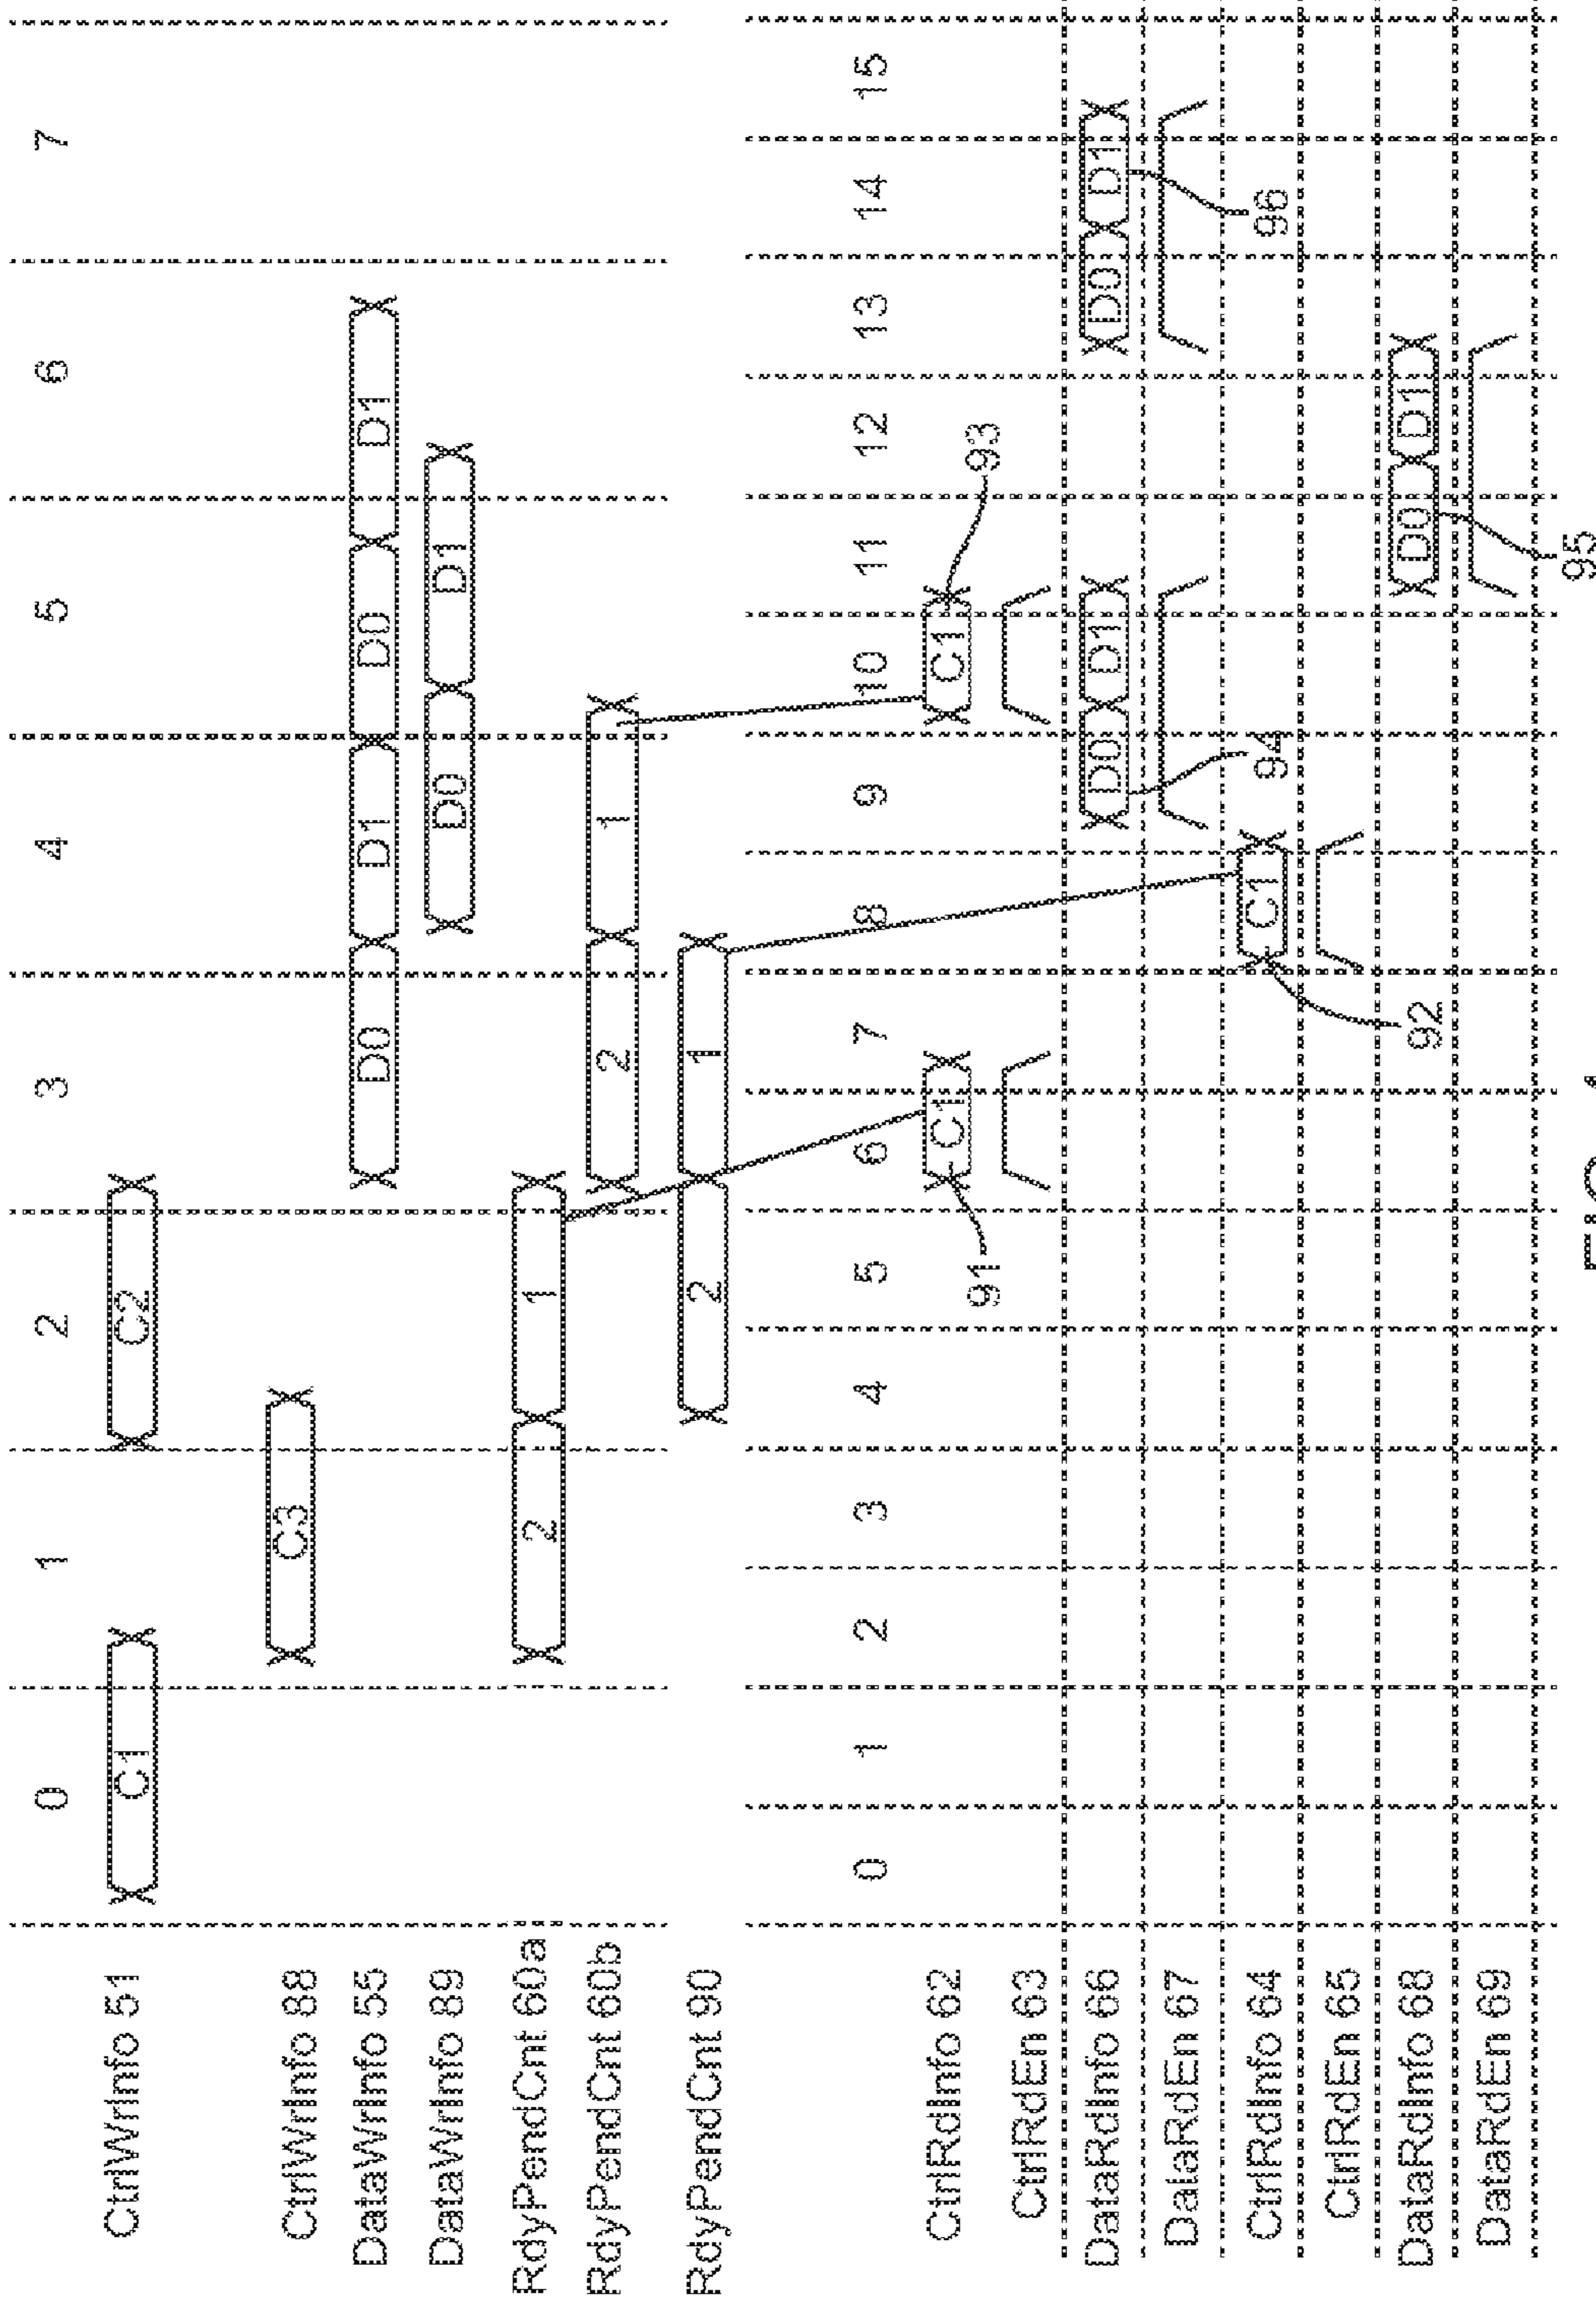 0 1 2 3 4 5 6 7
CtrlWrInfo 51 C1 C2
CtrlWrInfo 88 C3
DataWrInfo 55 D0 D1 D0 D1
DataWrInfo 89 D0 D1
RdyPendCnt 60a 2 1
RdyPendCnt 60b 2 1
RdyPendCnt 90 2 1
0 1 2 3 4 5 6 7 8 9 10 11 12 13 14 15
CtrlRdInfo 62 C1 C1
91 93
CtrlRdEn 63
DataRdInfo 66 D0 D1 D0 D1
DataRdEn 67
CtrlRdInfo 64 C1
94 96
CtrlRdEn 65
DataRdInfo 68 D0 D1
92
DataRdEn 69
95